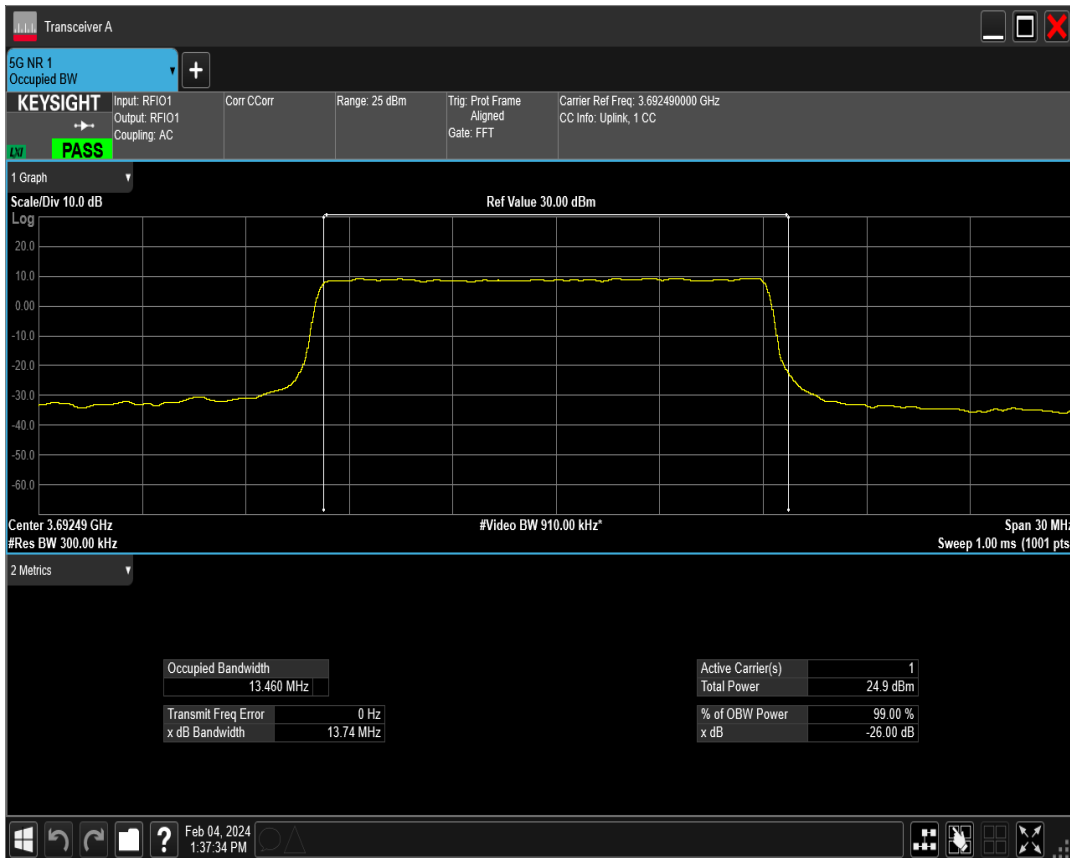 Transceiver A
5G NR 1
Occupied BW
KEYSIGHT
Input: RFIO1
Output: RFIO1
Coupling: AC
Corr CCorr
Range: 25 dBm
Trig: Prot Frame
Aligned
Gate: FFT
Carrier Ref Freq: 3.692490000 GHz
CC Info: Uplink, 1 CC
LXI
PASS
1 Graph
Scale/Div 10.0 dB
Ref Value 30.00 dBm
Log
20.0
10.0
0.00
-10.0
-20.0
-30.0
-40.0
-50.0
-60.0
Center 3.69249 GHz
#Video BW 910.00 kHz*
Span 30 MHz
#Res BW 300.00 kHz
Sweep 1.00 ms (1001 pts
2 Metrics
Occupied Bandwidth
13.460 MHz
Transmit Freq Error 0 Hz
x dB Bandwidth 13.74 MHz
Active Carrier(s) 1
Total Power 24.9 dBm
% of OBW Power 99.00 %
x dB -26.00 dB
Feb 04, 2024
1:37:34 PM